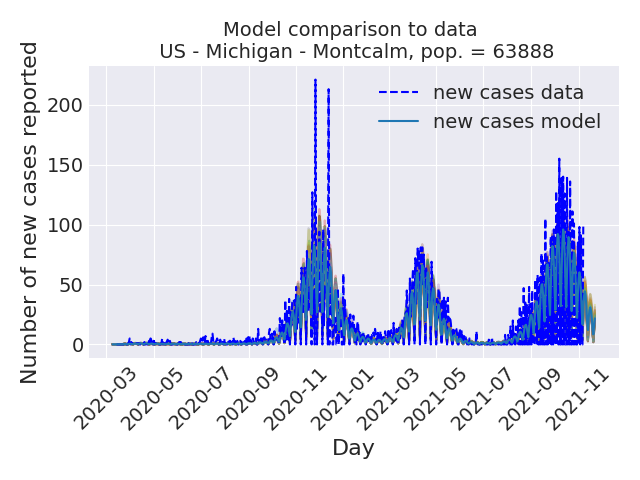 Model comparison to data
US - Michigan - Montcalm, pop. = 63888
Number of new cases reported
200
150
100
50
0
new cases data
new cases model
2020-03
2020-05
2020-07
2020-09
2020-11
2021-01
2021-03
2021-05
2021-07
2021-09
2021-11
Day